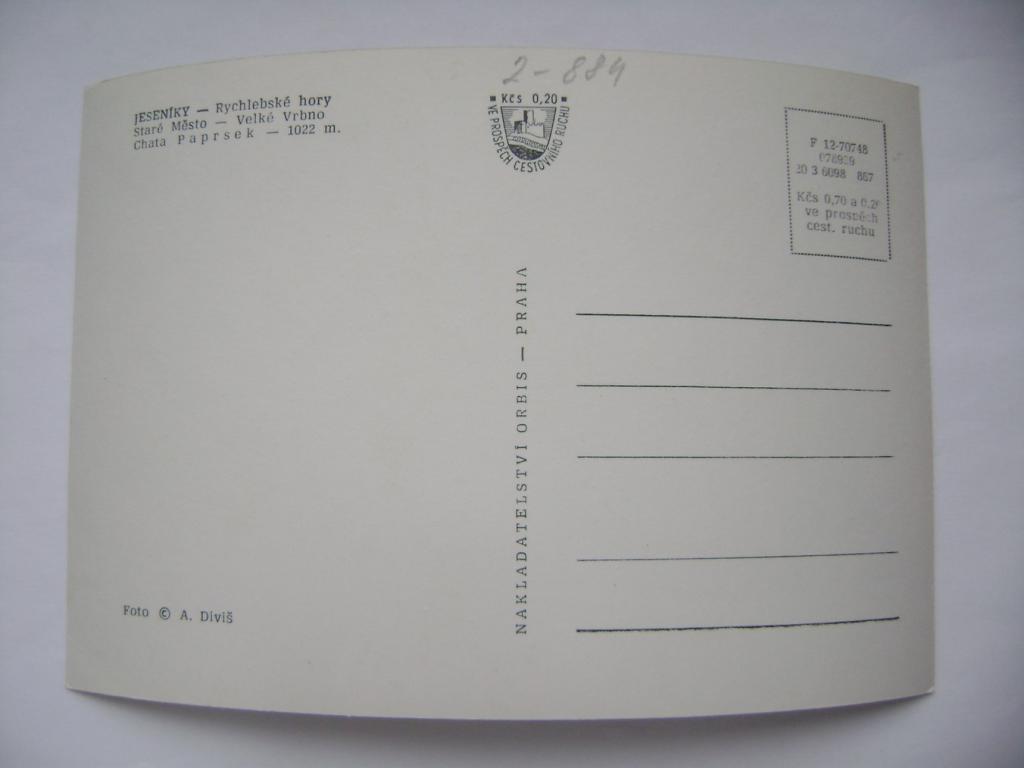 JESENÍKY — Rychlebské hory
Staré Město — Velké Vrbno
Chata Paprsek — 1022 m.
2-884
Kčs 0,20
VE PROSPĚCH CESTOVNÍHO RUCHU
F 12-70748
20 3 6098 867
Kčs 0,70 a 0,20
ve prospěch
cest. ruchu
NAKLADATELSTVÍ ORBIS — PRAHA
Foto © A. Diviš